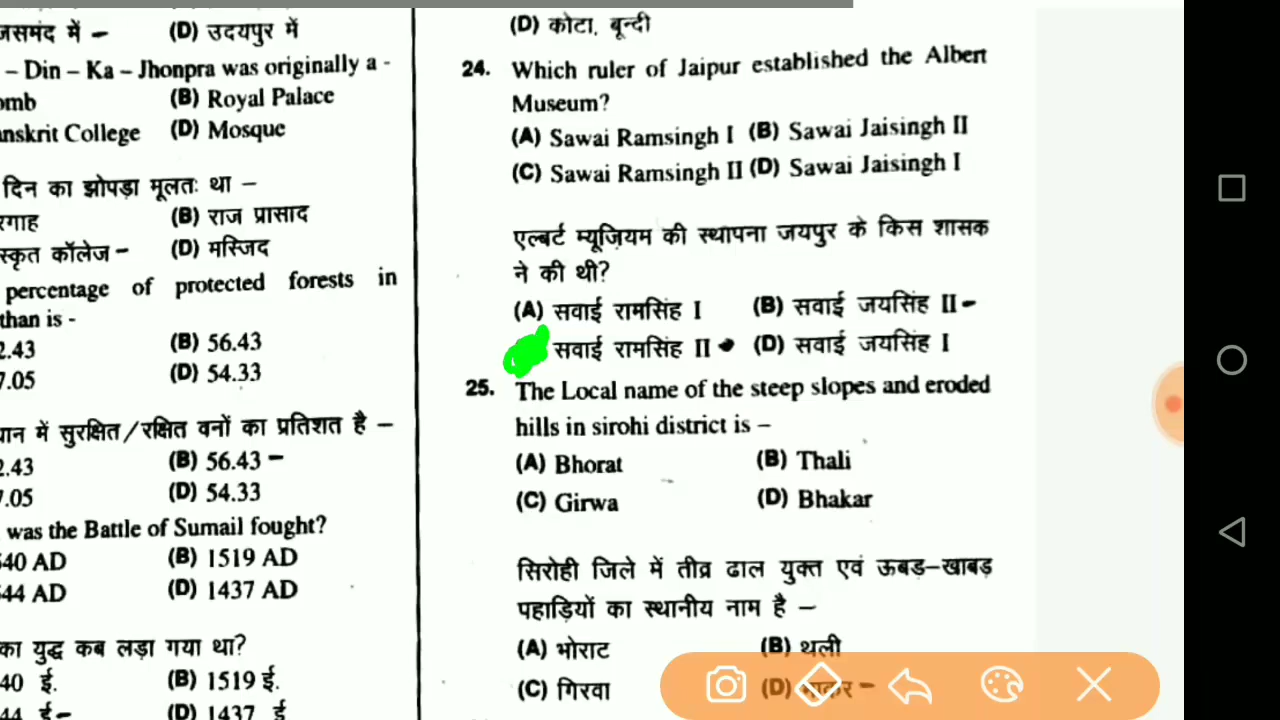 जसमंद में – (D) उदयपुर में
– Din – Ka – Jhonpra was originally a -
omb (B) Royal Palace
anskrit College (D) Mosque
दिन का झोपड़ा मूलतः था –
रगाह (B) राज प्रासाद
स्कृत कॉलेज – (D) मस्जिद
percentage of protected forests in
than is -
2.43 (B) 56.43
7.05 (D) 54.33
थान में सुरक्षित/रक्षित वनों का प्रतिशत है –
2.43 (B) 56.43 –
7.05 (D) 54.33
was the Battle of Sumail fought?
540 AD (B) 1519 AD
544 AD (D) 1437 AD
का युद्ध कब लड़ा गया था?
40 ई. (B) 1519 ई.
44 ई – (D) 1437 ई
(D) कोटा, बून्दी
24. Which ruler of Jaipur established the Albert
Museum?
(A) Sawai Ramsingh I (B) Sawai Jaisingh II
(C) Sawai Ramsingh II (D) Sawai Jaisingh I
एल्बर्ट म्यूज़ियम की स्थापना जयपुर के किस शासक
ने की थी?
(A) सवाई रामसिंह I (B) सवाई जयसिंह II –
सवाई रामसिंह II (D) सवाई जयसिंह I
25. The Local name of the steep slopes and eroded
hills in sirohi district is –
(A) Bhorat (B) Thali
(C) Girwa (D) Bhakar
सिरोही जिले में तीव्र ढाल युक्त एवं ऊबड़–खाबड़
पहाड़ियों का स्थानीय नाम है –
(A) भोराट (B) थली
(C) गिरवा (D) भाकर –